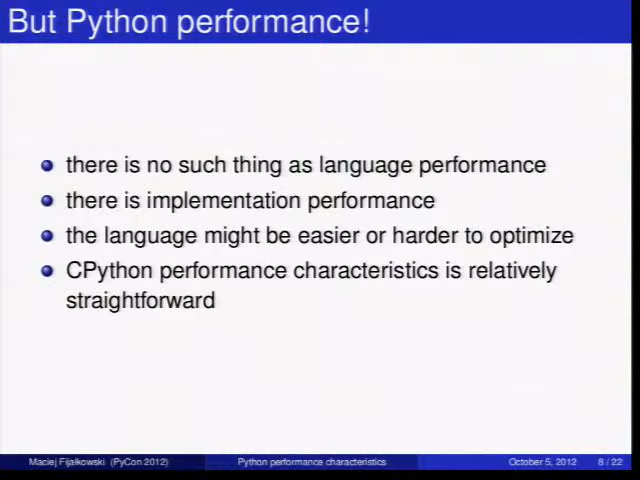 But Python performance!
there is no such thing as language performance
there is implementation performance
the language might be easier or harder to optimize
CPython performance characteristics is relatively
straightforward
Maciej Fijałkowski (PyCon 2012) Python performance characteristics October 5, 2012 8 / 22